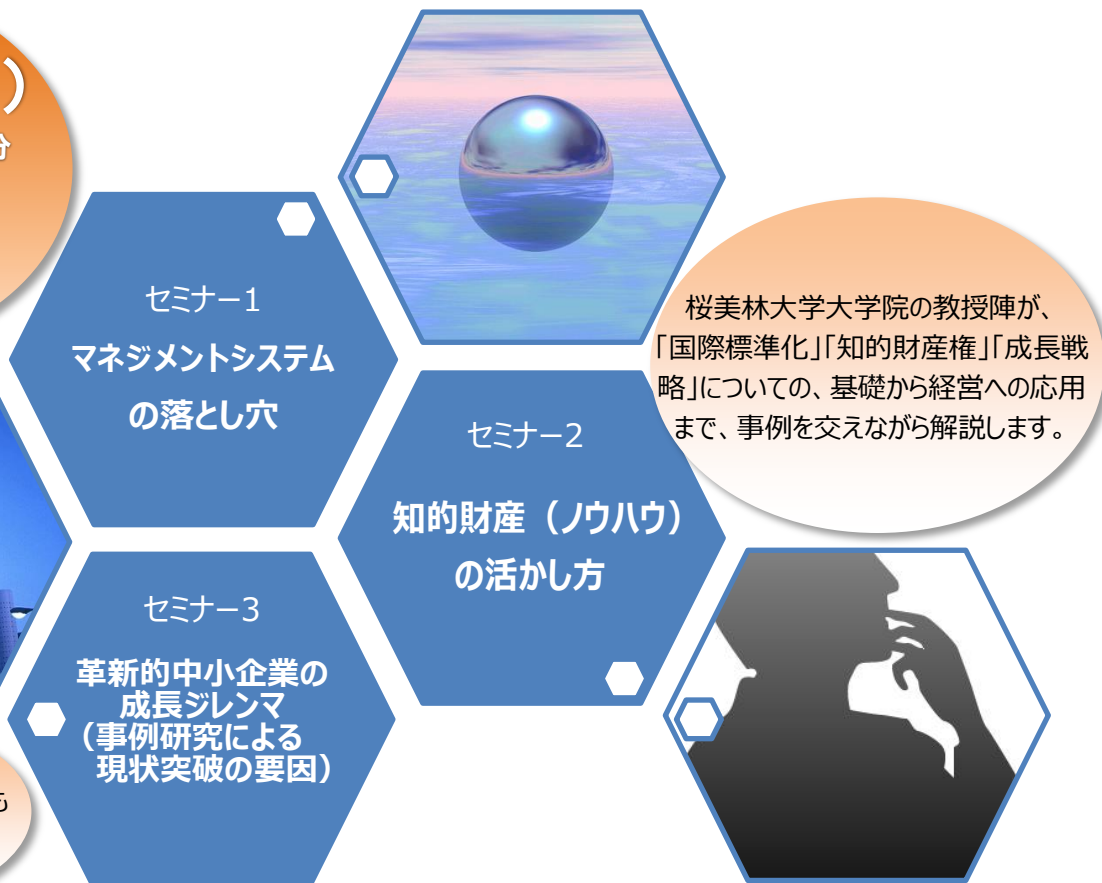 ）
分
セミナー1
マネジメントシステム
の落とし穴
桜美林大学大学院の教授陣が、
「国際標準化」「知的財産権」「成長戦
略」についての、基礎から経営への応用
まで、事例を交えながら解説します。
セミナー2
知的財産（ノウハウ）
の活かし方
セミナー3
革新的中小企業の
成長ジレンマ
（事例研究による
現状突破の要因）
も